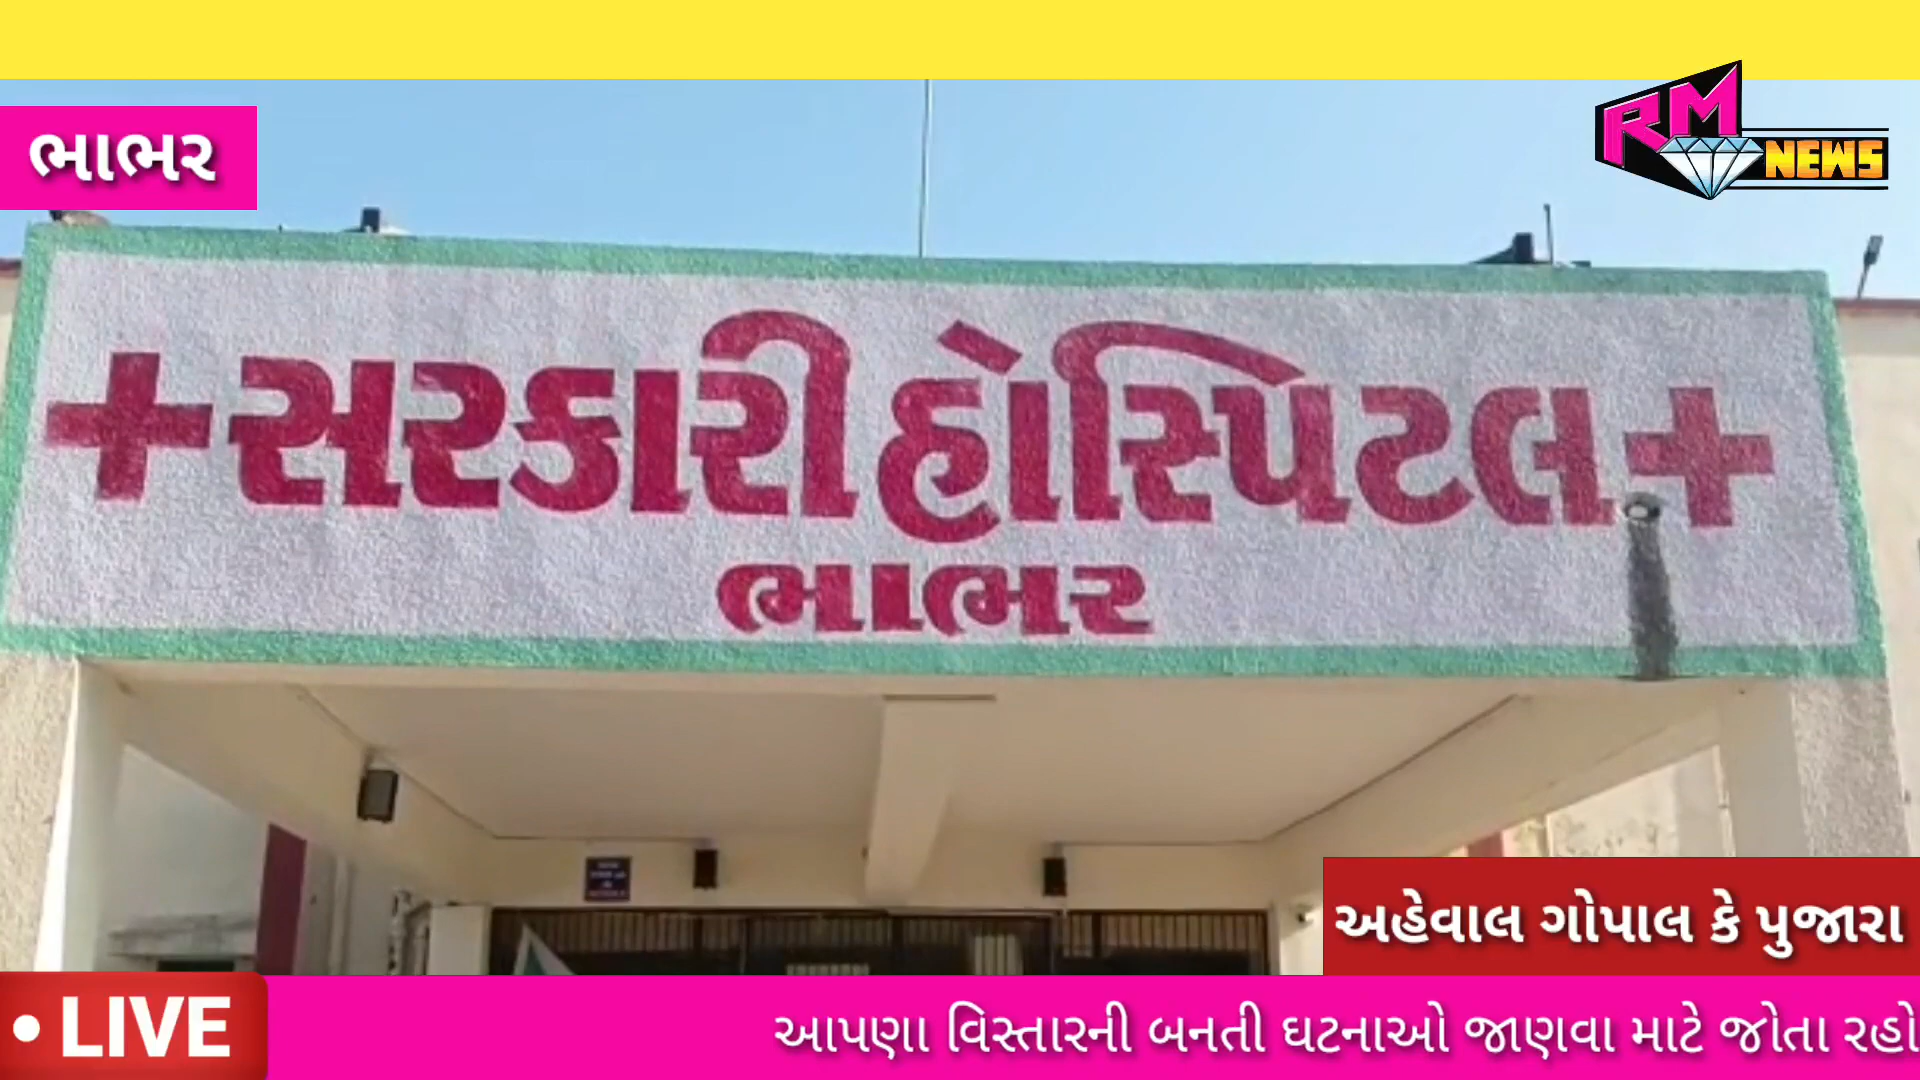 ભાભર
RM NEWS
+ સરકારી હોસ્પિટલ +
ભાભર
અહેવાલ ગોપાલ કે પુજારા
• LIVE
આપણા વિસ્તારની બનતી ઘટનાઓ જાણવા માટે જોતા રહો